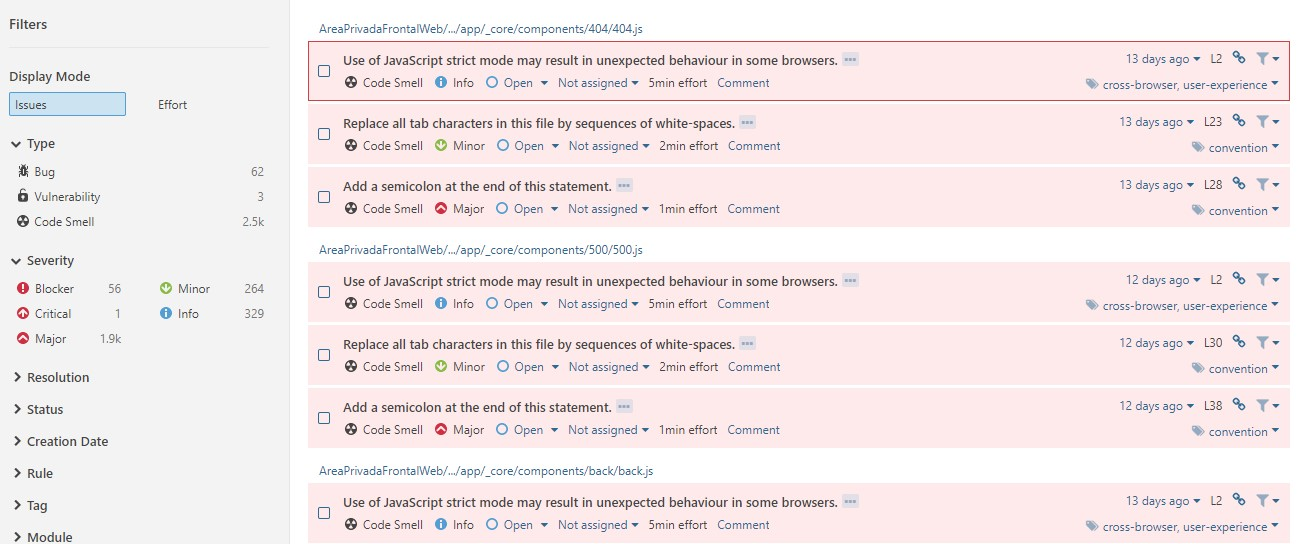 Filters
Display Mode
Issues Effort
Type
Bug 62
Vulnerability 3
Code Smell 2.5k
Severity
Blocker 56 Minor 264
Critical 1 Info 329
Major 1.9k
Resolution
Status
Creation Date
Rule
Tag
Module
AreaPrivadaFrontalWeb/.../app/_core/components/404/404.js
Use of JavaScript strict mode may result in unexpected behaviour in some browsers. 13 days ago L2
Code Smell Info Open Not assigned 5min effort Comment cross-browser, user-experience
Replace all tab characters in this file by sequences of white-spaces. 13 days ago L23
Code Smell Minor Open Not assigned 2min effort Comment convention
Add a semicolon at the end of this statement. 13 days ago L28
Code Smell Major Open Not assigned 1min effort Comment convention
AreaPrivadaFrontalWeb/.../app/_core/components/500/500.js
Use of JavaScript strict mode may result in unexpected behaviour in some browsers. 12 days ago L2
Code Smell Info Open Not assigned 5min effort Comment cross-browser, user-experience
Replace all tab characters in this file by sequences of white-spaces. 12 days ago L30
Code Smell Minor Open Not assigned 2min effort Comment convention
Add a semicolon at the end of this statement. 12 days ago L38
Code Smell Major Open Not assigned 1min effort Comment convention
AreaPrivadaFrontalWeb/.../app/_core/components/back/back.js
Use of JavaScript strict mode may result in unexpected behaviour in some browsers. 13 days ago L2
Code Smell Info Open Not assigned 5min effort Comment cross-browser, user-experience